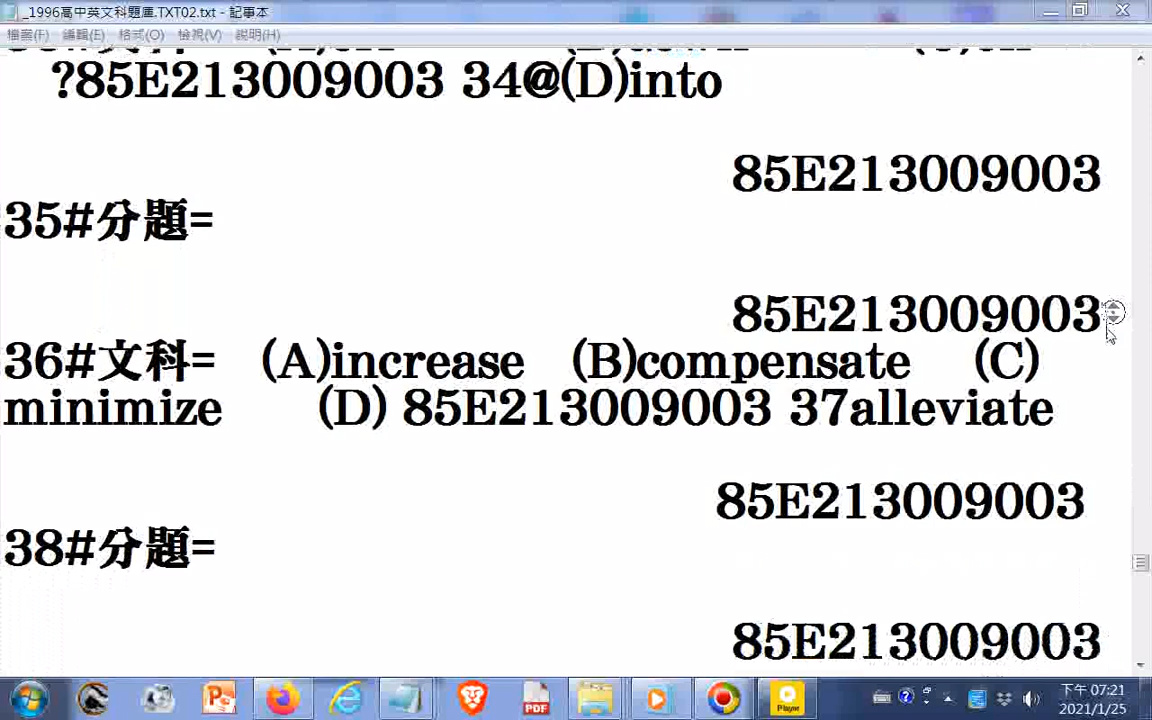 _1996高中英文科題庫.TXT02.txt - 記事本
檔案(F) 編輯(E) 格式(O) 檢視(V) 說明(H)
?85E213009003 34@(D)into
85E213009003
35#分題=
85E213009003
36#文科= (A)increase (B)compensate (C)
minimize (D) 85E213009003 37alleviate
85E213009003
38#分題=
85E213009003
PDF
Player
下午 07:21
2021/1/25